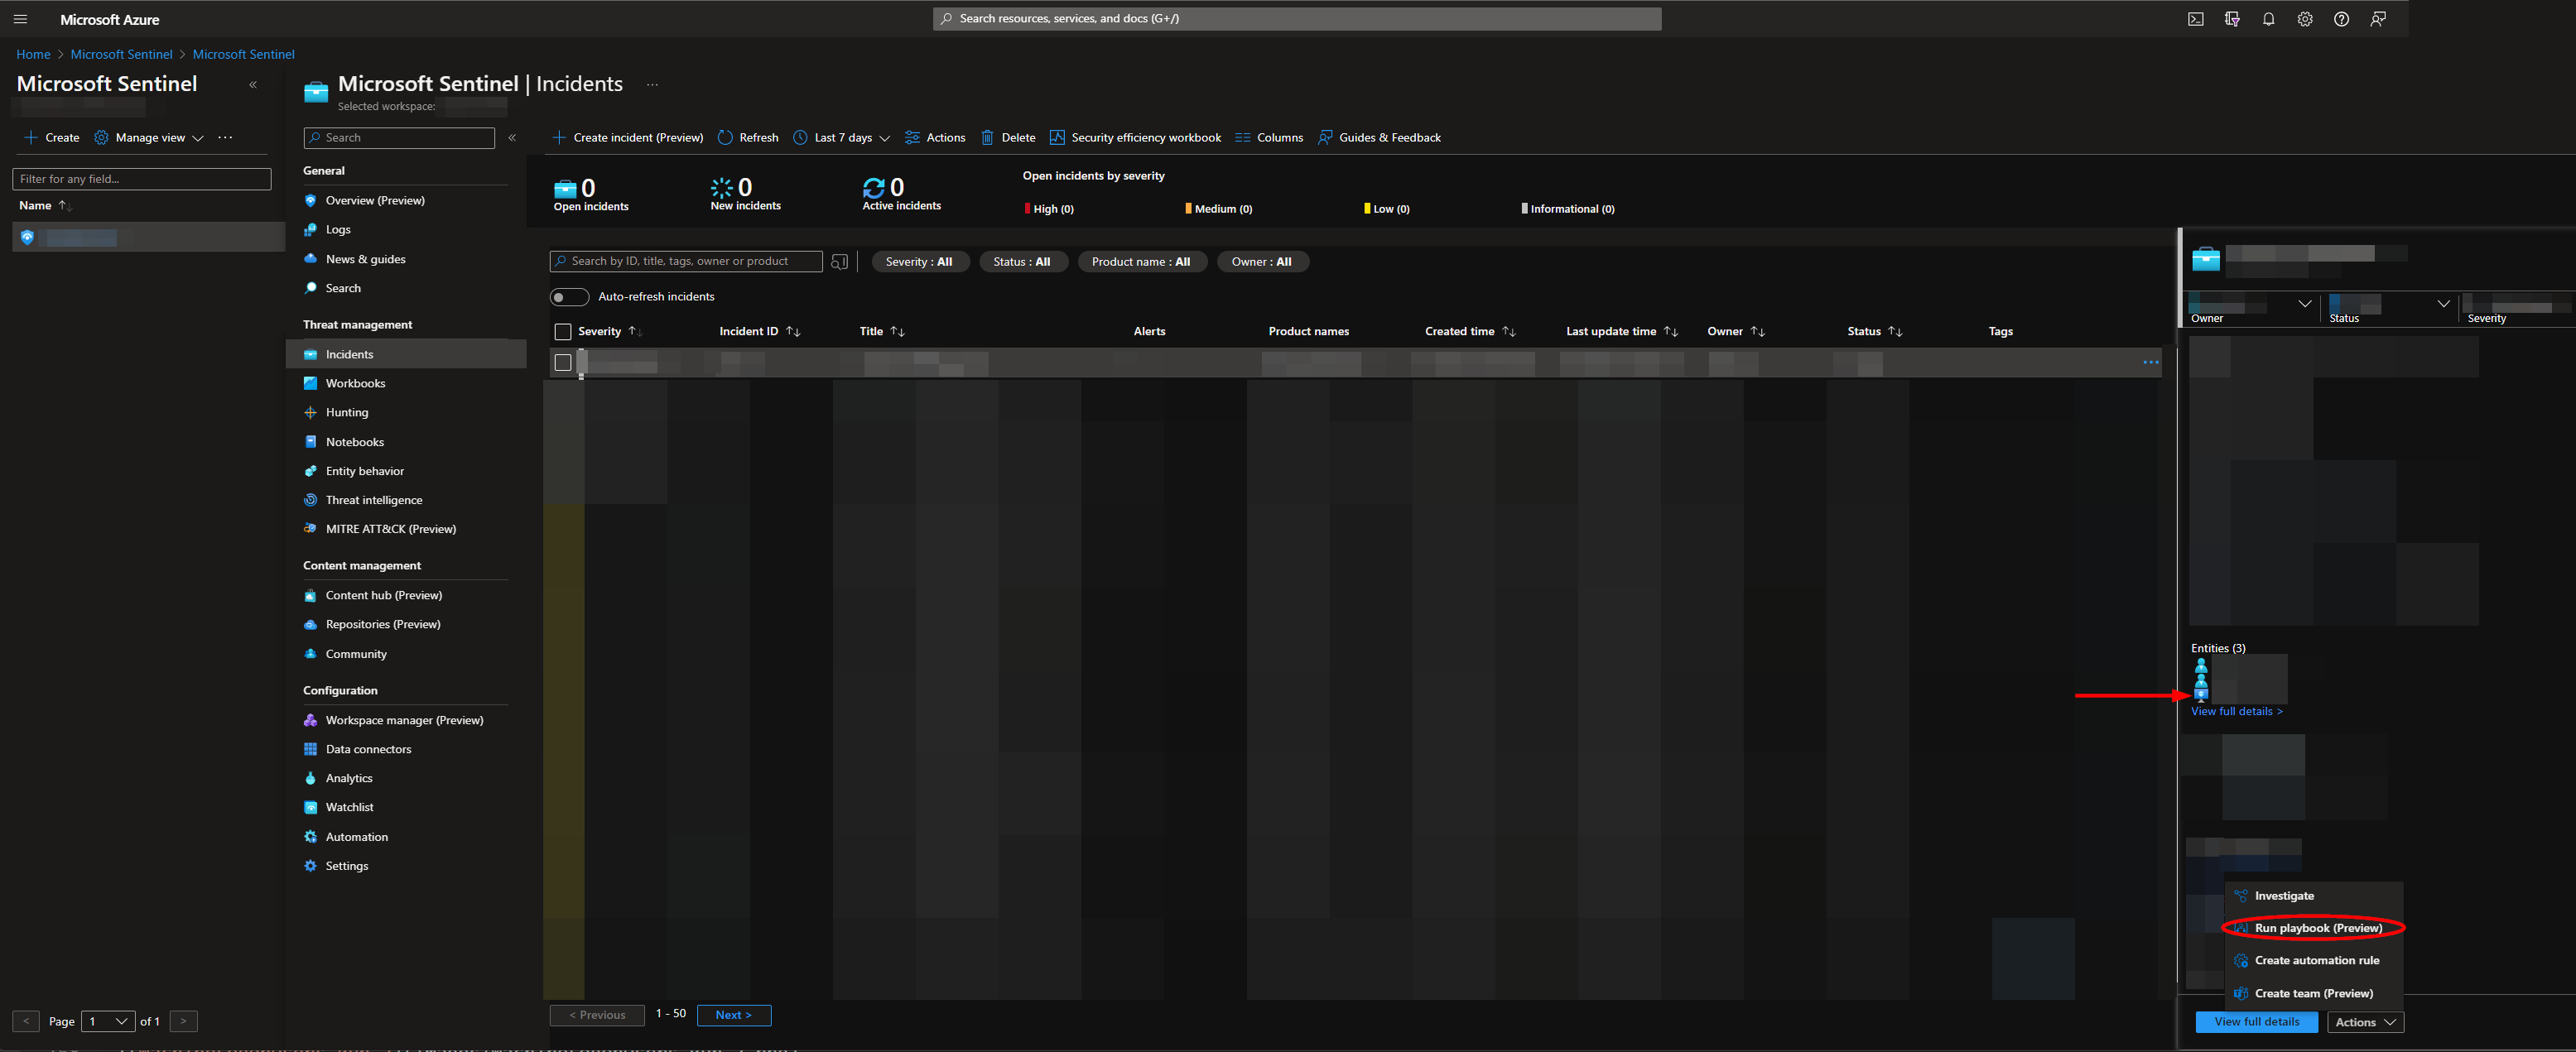 Microsoft Azure
Search resources, services, and docs (G+/)
Home > Microsoft Sentinel > Microsoft Sentinel
Microsoft Sentinel
«
Microsoft Sentinel | Incidents
...
Selected workspace:
+ Create
Manage view
...
Search
«
+ Create incident (Preview)
Refresh
Last 7 days
Actions
Delete
Security efficiency workbook
Columns
Guides & Feedback
Filter for any field...
Name ↑↓
General
Overview (Preview)
Logs
News & guides
Search
Threat management
Incidents
Workbooks
Hunting
Notebooks
Entity behavior
Threat intelligence
MITRE ATT&CK (Preview)
Content management
Content hub (Preview)
Repositories (Preview)
Community
Configuration
Workspace manager (Preview)
Data connectors
Analytics
Watchlist
Automation
Settings
0
Open incidents
0
New incidents
0
Active incidents
Open incidents by severity
High (0)
Medium (0)
Low (0)
Informational (0)
Search by ID, title, tags, owner or product
Severity : All
Status : All
Product name : All
Owner : All
Auto-refresh incidents
Severity ↑↓
Incident ID ↑↓
Title ↑↓
Alerts
Product names
Created time ↑↓
Last update time ↑↓
Owner ↑↓
Status ↑↓
Tags
...
Owner
Status
Severity
Entities (3)
View full details >
Investigate
Run playbook (Preview)
Create automation rule
Create team (Preview)
View full details
Actions
< Page 1 of 1 >
< Previous
1 - 50
Next >